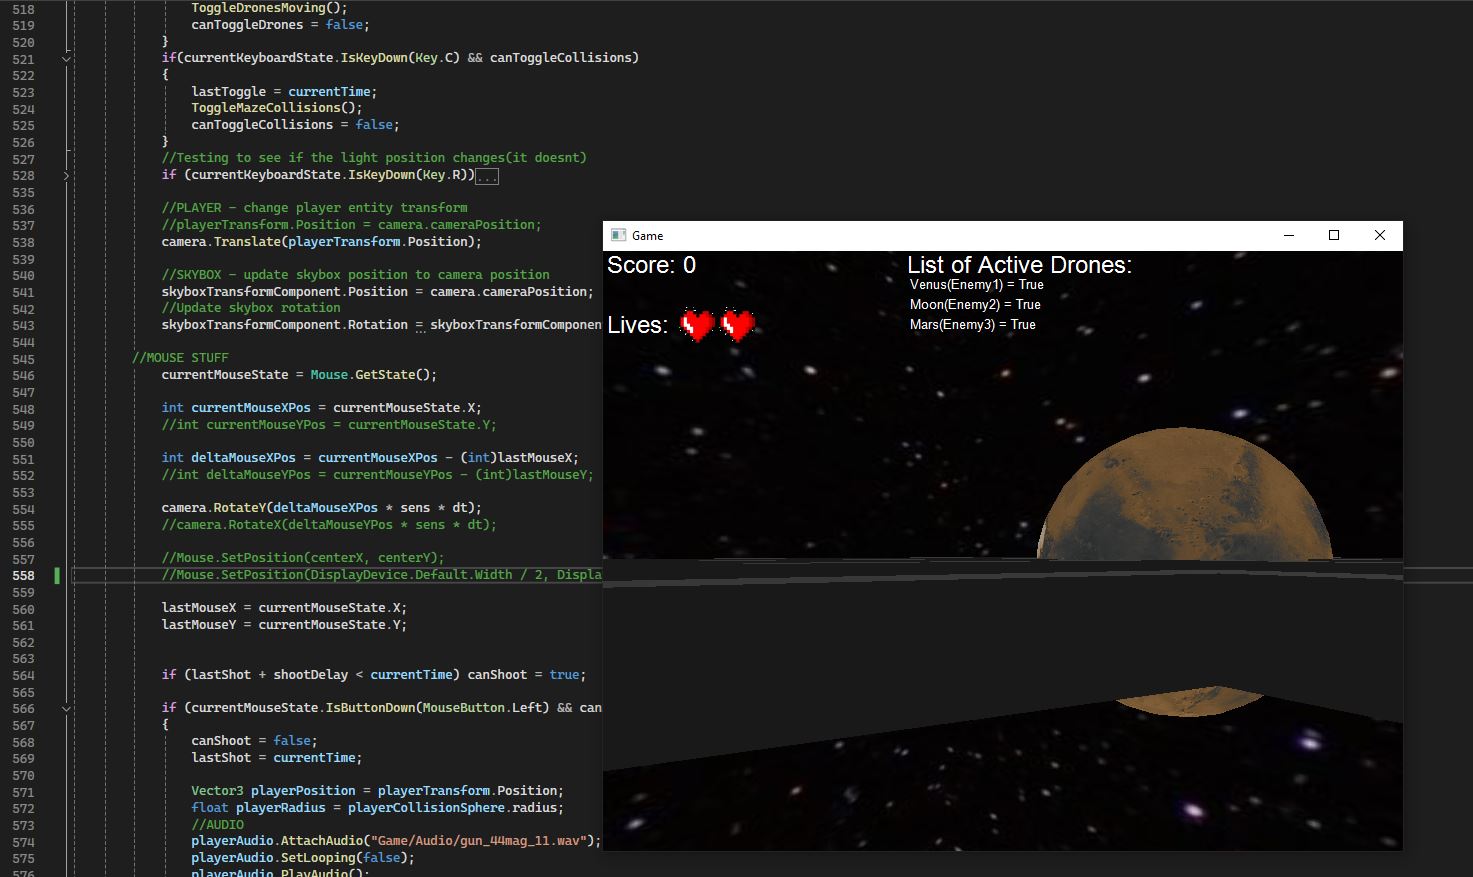 518 ToggleDronesMoving();
519 canToggleDrones = false;
520 }
521 if(currentKeyboardState.IsKeyDown(Key.C) && canToggleCollisions)
522 {
523 lastToggle = currentTime;
524 ToggleMazeCollisions();
525 canToggleCollisions = false;
526 }
527 //Testing to see if the light position changes(it doesnt)
528 if (currentKeyboardState.IsKeyDown(Key.R))...
535
536 //PLAYER - change player entity transform
537 //playerTransform.Position = camera.cameraPosition;
538 camera.Translate(playerTransform.Position);
539
540 //SKYBOX - update skybox position to camera position
541 skyboxTransformComponent.Position = camera.cameraPosition;
542 //Update skybox rotation
543 skyboxTransformComponent.Rotation = skyboxTransformComponen
544
545 //MOUSE STUFF
546 currentMouseState = Mouse.GetState();
547
548 int currentMouseXPos = currentMouseState.X;
549 //int currentMouseYPos = currentMouseState.Y;
550
551 int deltaMouseXPos = currentMouseXPos - (int)lastMouseX;
552 //int deltaMouseYPos = currentMouseYPos - (int)lastMouseY;
553
554 camera.RotateY(deltaMouseXPos * sens * dt);
555 //camera.RotateX(deltaMouseYPos * sens * dt);
556
557 //Mouse.SetPosition(centerX, centerY);
558 //Mouse.SetPosition(DisplayDevice.Default.Width / 2, Displa
559
560 lastMouseX = currentMouseState.X;
561 lastMouseY = currentMouseState.Y;
562
563
564 if (lastShot + shootDelay < currentTime) canShoot = true;
565
566 if (currentMouseState.IsButtonDown(MouseButton.Left) && can
567 {
568 canShoot = false;
569 lastShot = currentTime;
570
571 Vector3 playerPosition = playerTransform.Position;
572 float playerRadius = playerCollisionSphere.radius;
573 //AUDIO
574 playerAudio.AttachAudio("Game/Audio/gun_44mag_11.wav");
575 playerAudio.SetLooping(false);
576 playerAudio.PlayAudio();
Game
Score: 0
Lives:
List of Active Drones:
Venus(Enemy1) = True
Moon(Enemy2) = True
Mars(Enemy3) = True